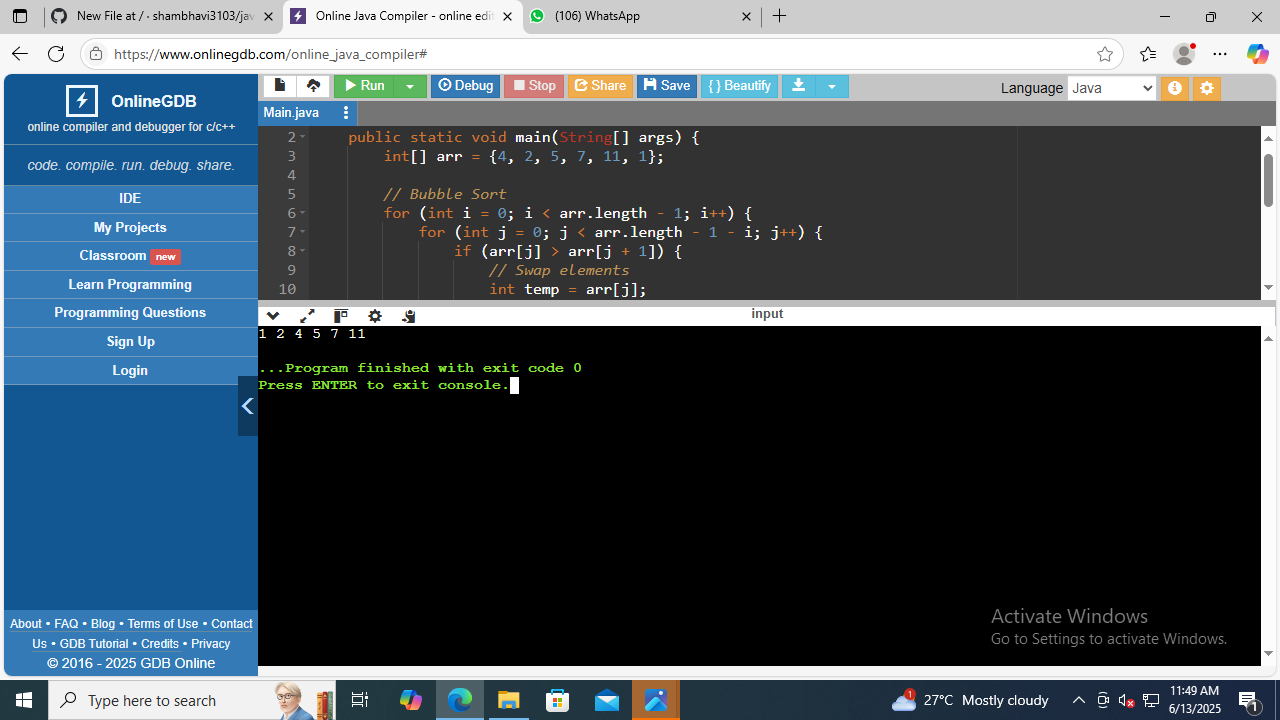 New File at / · shambhavi3103/jav
Online Java Compiler - online edit
(106) WhatsApp
https://www.onlinegdb.com/online_java_compiler#
OnlineGDB
online compiler and debugger for c/c++
code. compile. run. debug. share.
IDE
My Projects
Classroom new
Learn Programming
Programming Questions
Sign Up
Login
About • FAQ • Blog • Terms of Use • Contact
Us • GDB Tutorial • Credits • Privacy
© 2016 - 2025 GDB Online
Run Debug Stop Share Save { } Beautify
Language Java
Main.java
2 public static void main(String[] args) {
3 int[] arr = {4, 2, 5, 7, 11, 1};
4
5 // Bubble Sort
6 for (int i = 0; i < arr.length - 1; i++) {
7 for (int j = 0; j < arr.length - 1 - i; j++) {
8 if (arr[j] > arr[j + 1]) {
9 // Swap elements
10 int temp = arr[j];
input
1 2 4 5 7 11
...Program finished with exit code 0
Press ENTER to exit console.
Activate Windows
Go to Settings to activate Windows.
Type here to search
1
27°C Mostly cloudy
11:49 AM
6/13/2025
1